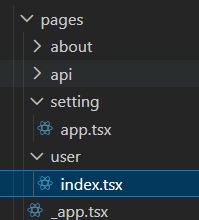 pages
about
api
setting
app.tsx
user
index.tsx
_app.tsx